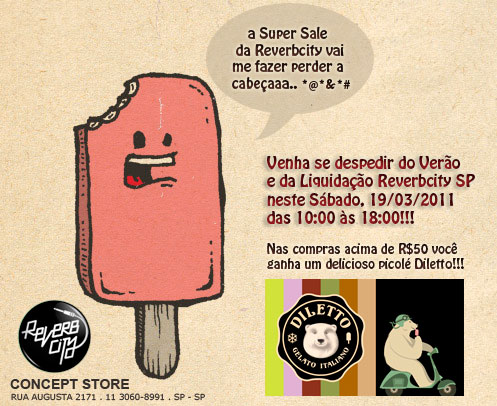 a Super Sale
da Reverbcity vai
me fazer perder a
cabeçaaa.. *@*&*#
Venha se despedir do Verão
e da Liquidação Reverbcity SP
neste Sábado, 19/03/2011
das 10:00 às 18:00!!!
Nas compras acima de R$50 você
ganha um delicioso picolé Diletto!!!
DILETTO
GELATO ITALIANO
Reverb
City
CONCEPT STORE
RUA AUGUSTA 2171 . 11 3060-8991 . SP - SP